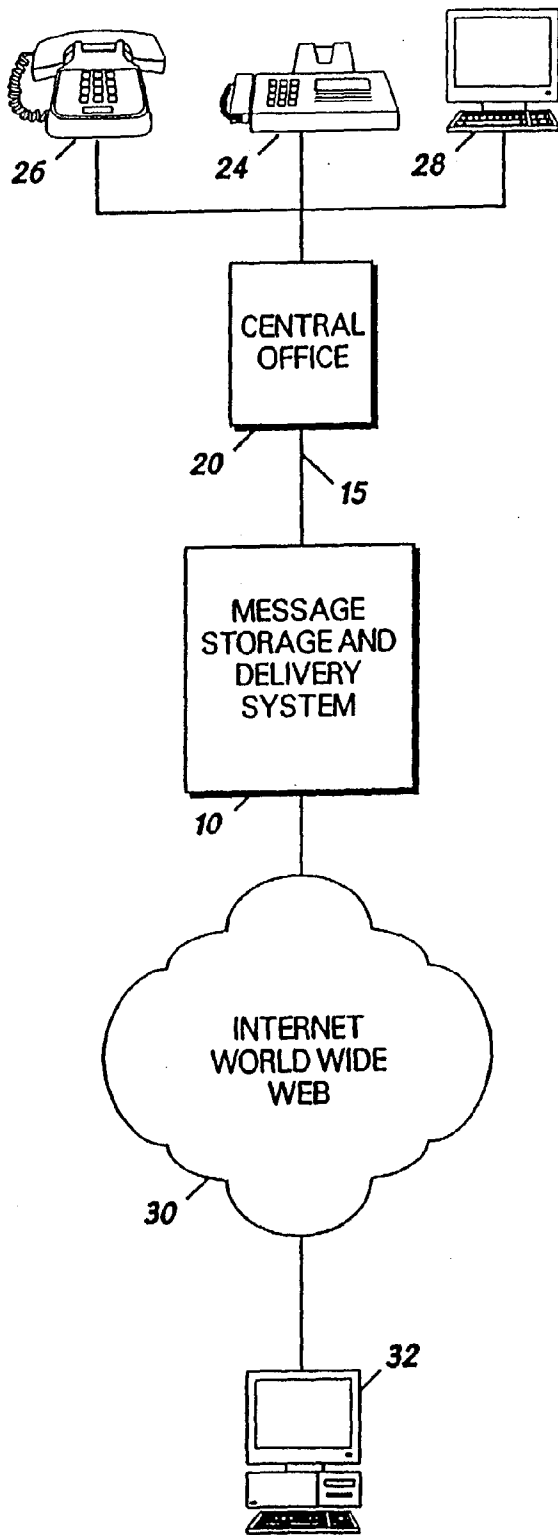 26
24
28
CENTRAL
OFFICE
20
15
MESSAGE
STORAGE AND
DELIVERY
SYSTEM
10
INTERNET
WORLD WIDE
WEB
30
32